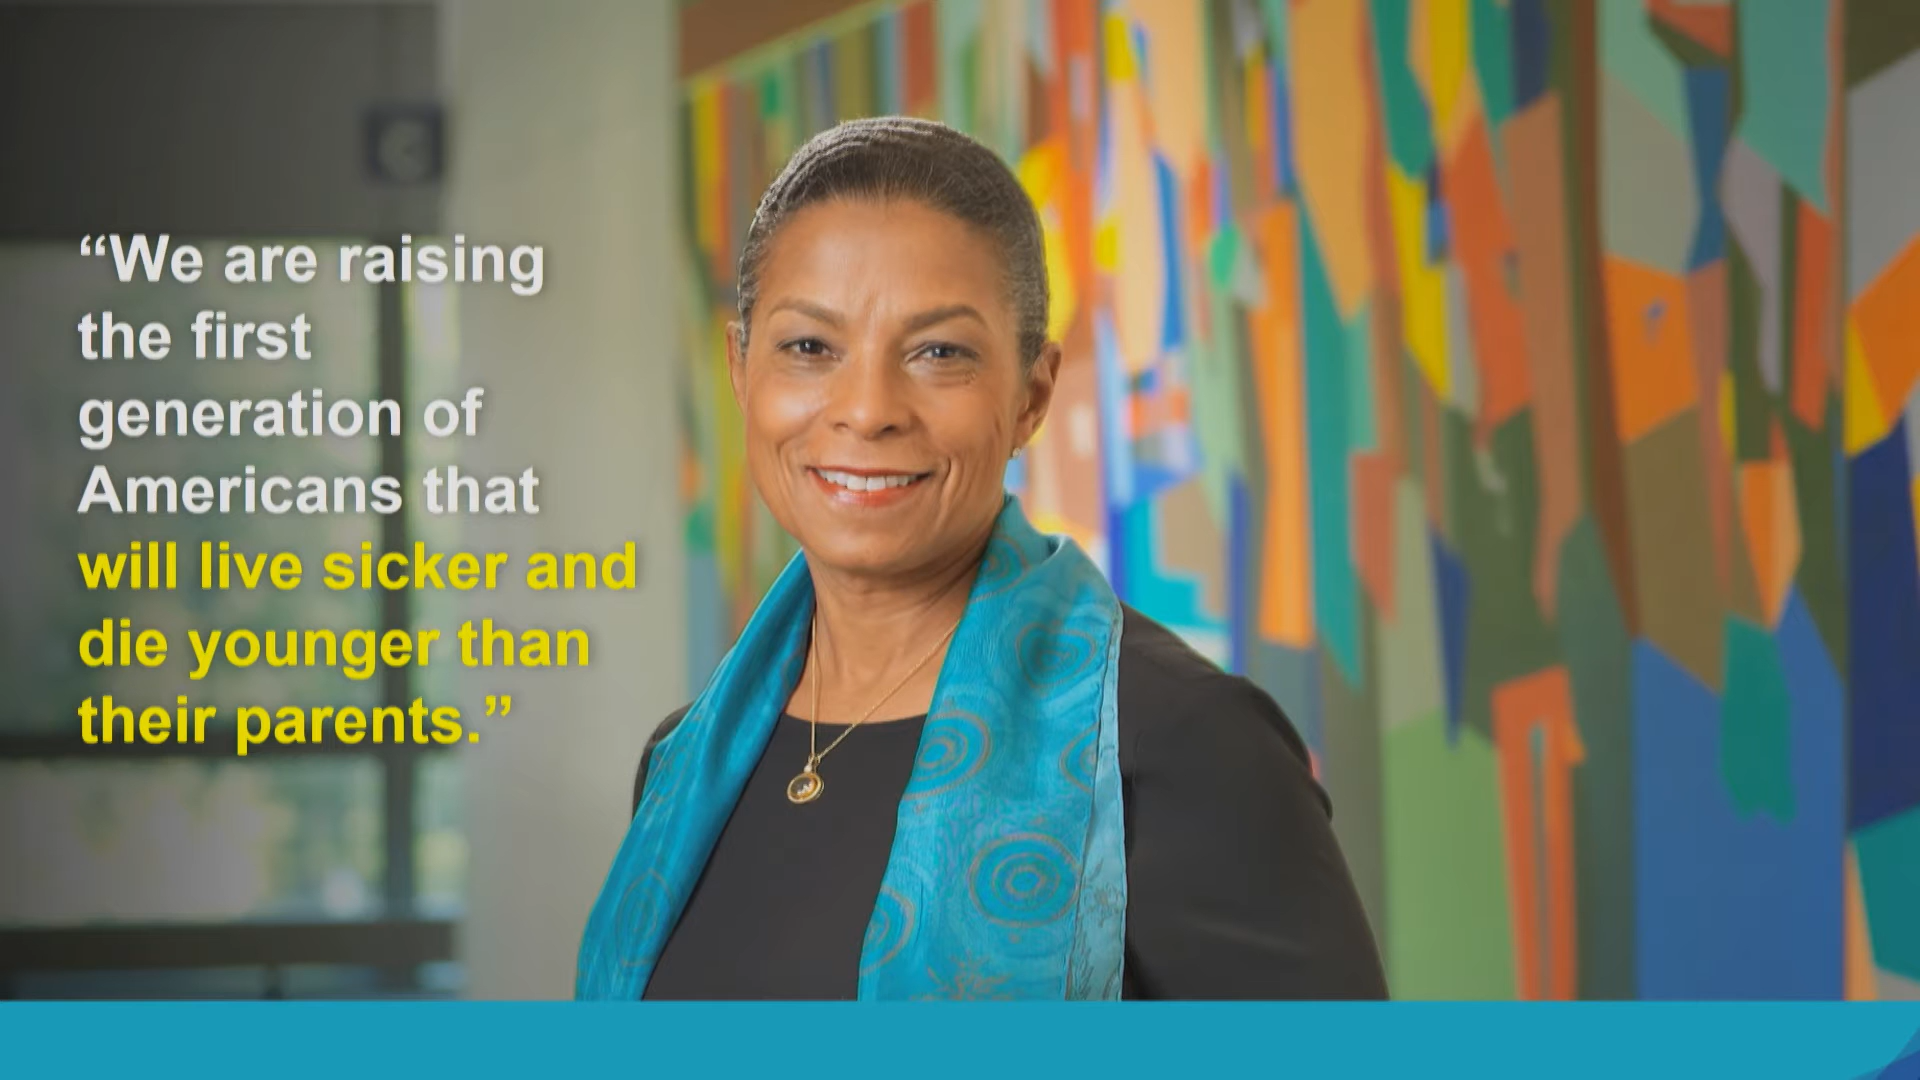 “We are raising
the first
generation of
Americans that
will live sicker and
die younger than
their parents.”